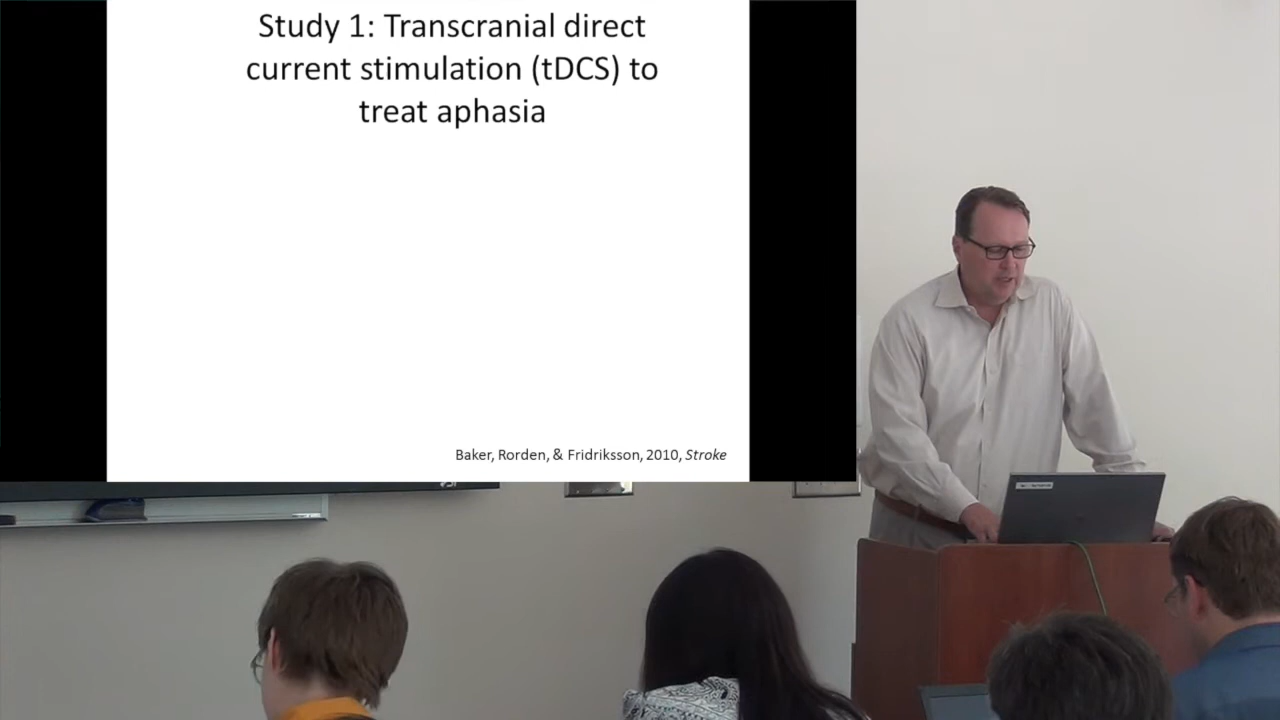 Study 1: Transcranial direct
current stimulation (tDCS) to
treat aphasia
Baker, Rorden, & Fridriksson, 2010, Stroke